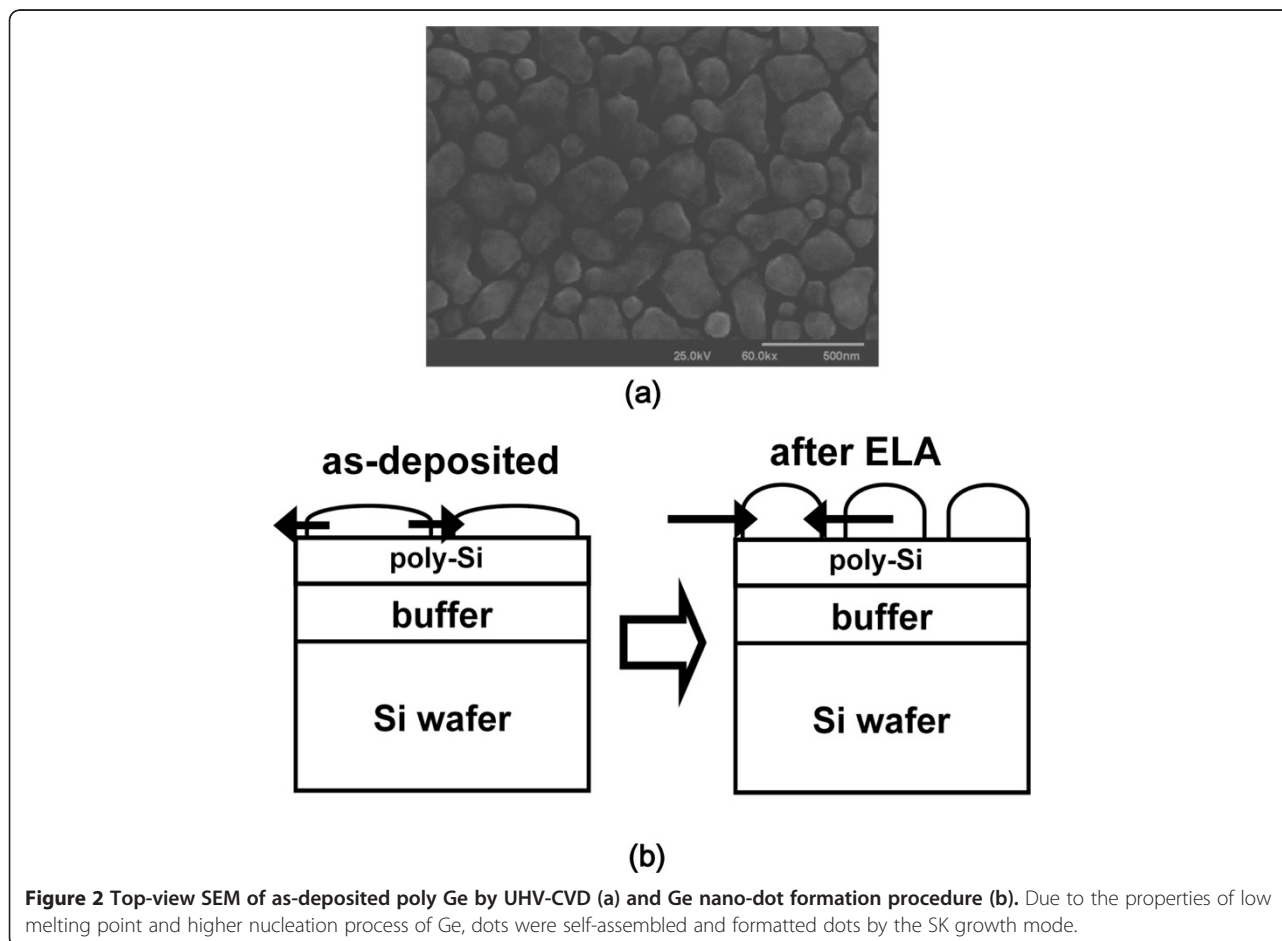 25.0kV 60.0kx 500nm
(a)
as-deposited after ELA
poly-Si poly-Si
buffer buffer
Si wafer Si wafer
(b)
Figure 2 Top-view SEM of as-deposited poly Ge by UHV-CVD (a) and Ge nano-dot formation procedure (b). Due to the properties of low
melting point and higher nucleation process of Ge, dots were self-assembled and formatted dots by the SK growth mode.